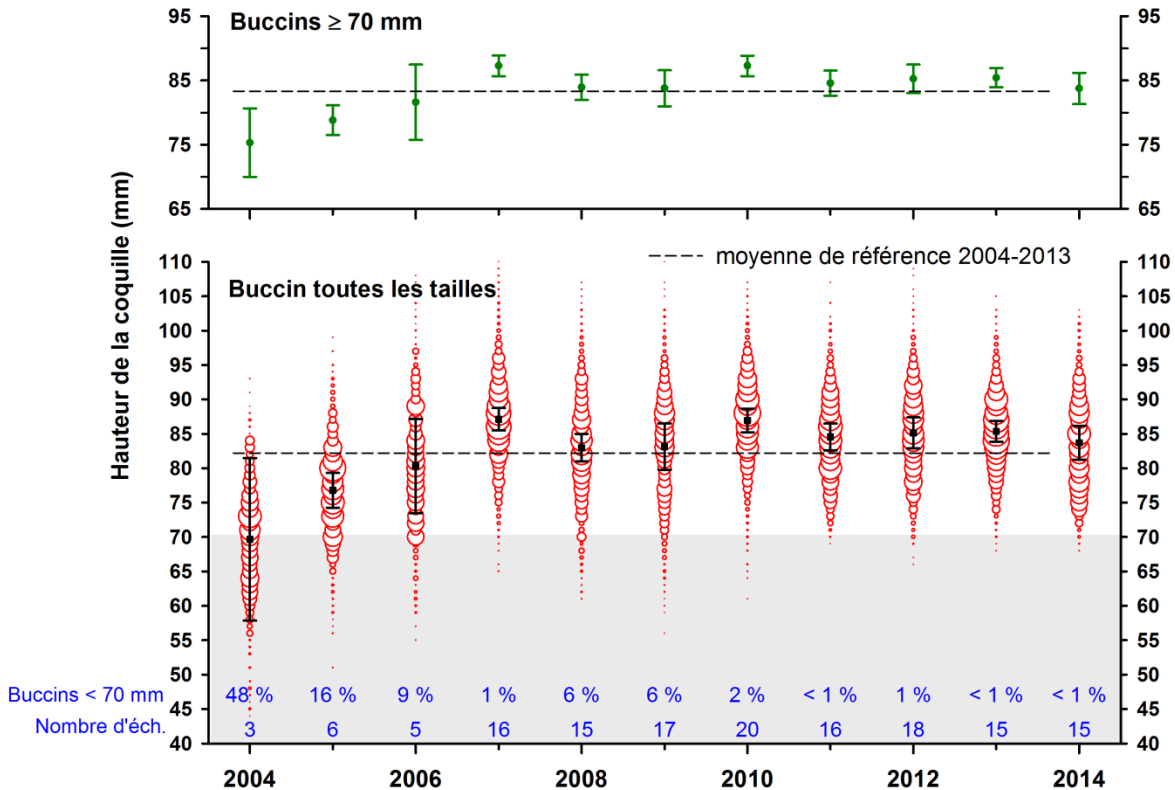 Buccins ≥ 70 mm
95 95
85 85
75 75
65 65
Hauteur de la coquille (mm)
moyenne de référence 2004-2013
Buccin toutes les tailles
110 110
105 105
100 100
95 95
90 90
85 85
80 80
75 75
70 70
65 65
60 60
55 55
50 50
45 45
40 40
Buccins < 70 mm 48 % 16 % 9 % 1 % 6 % 6 % 2 % < 1 % 1 % < 1 % < 1 %
Nombre d'éch. 3 6 5 16 15 17 20 16 18 15 15
2004 2006 2008 2010 2012 2014